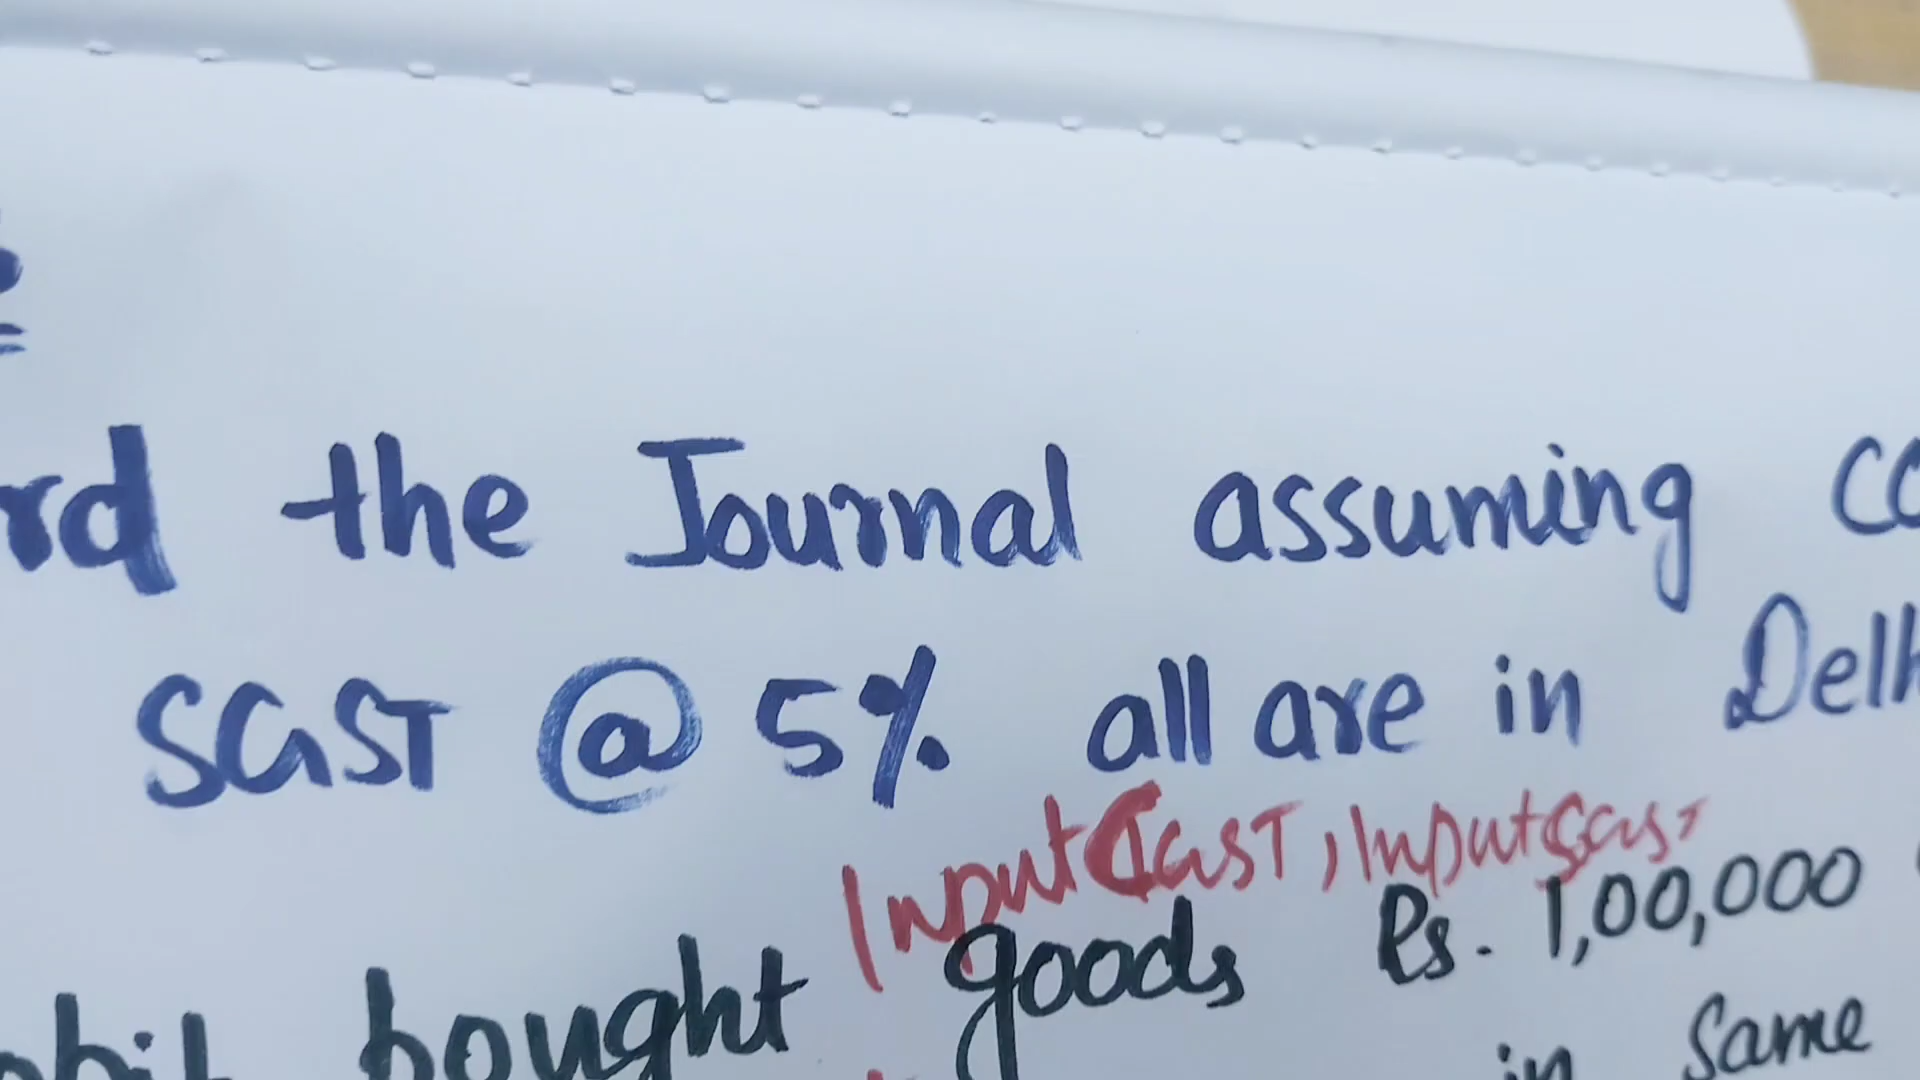 the Journal assuming
SGST @ 5% all are in
Input CGST, Input SGST
bought goods Rs. 1,00,000
in Same